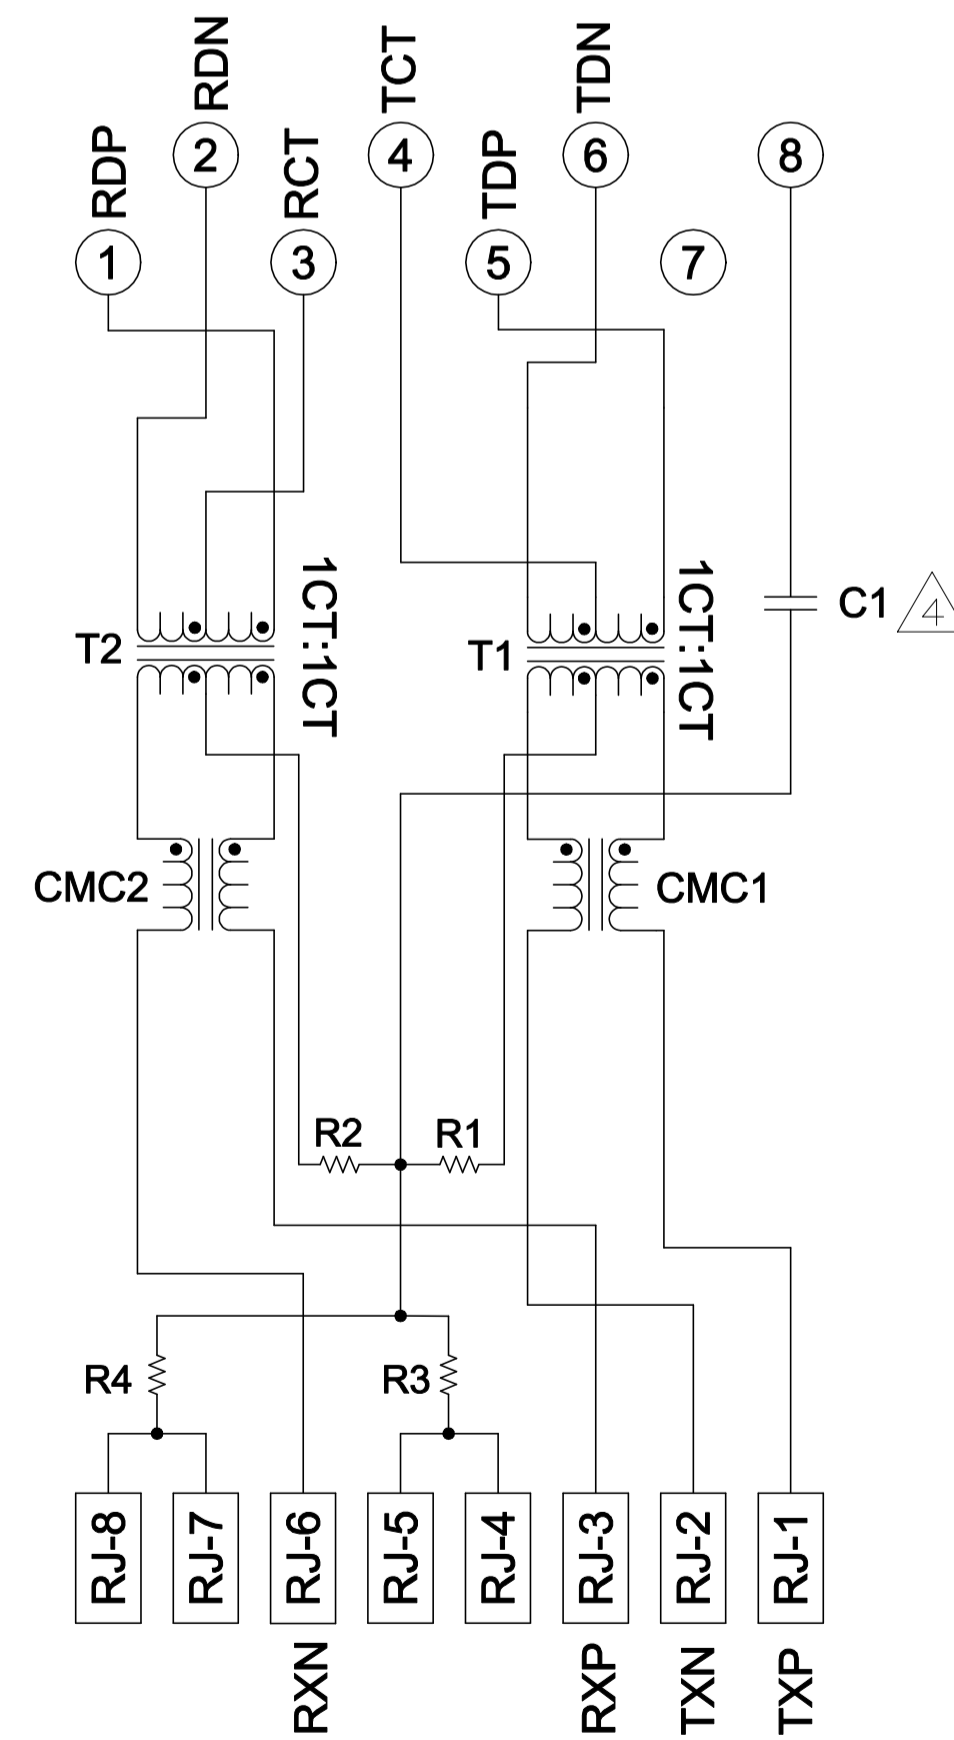 RDN
TCT
TDN
RDP
2
RCT
4
TDP
6
8
1
3
5
7
1CT:1CT
1CT:1CT
C1
4
T2
T1
CMC2
CMC1
R2
R1
R4
R3
RJ-8
RJ-7
RJ-6
RJ-5
RJ-4
RJ-3
RJ-2
RJ-1
RXN
RXP
TXN
TXP